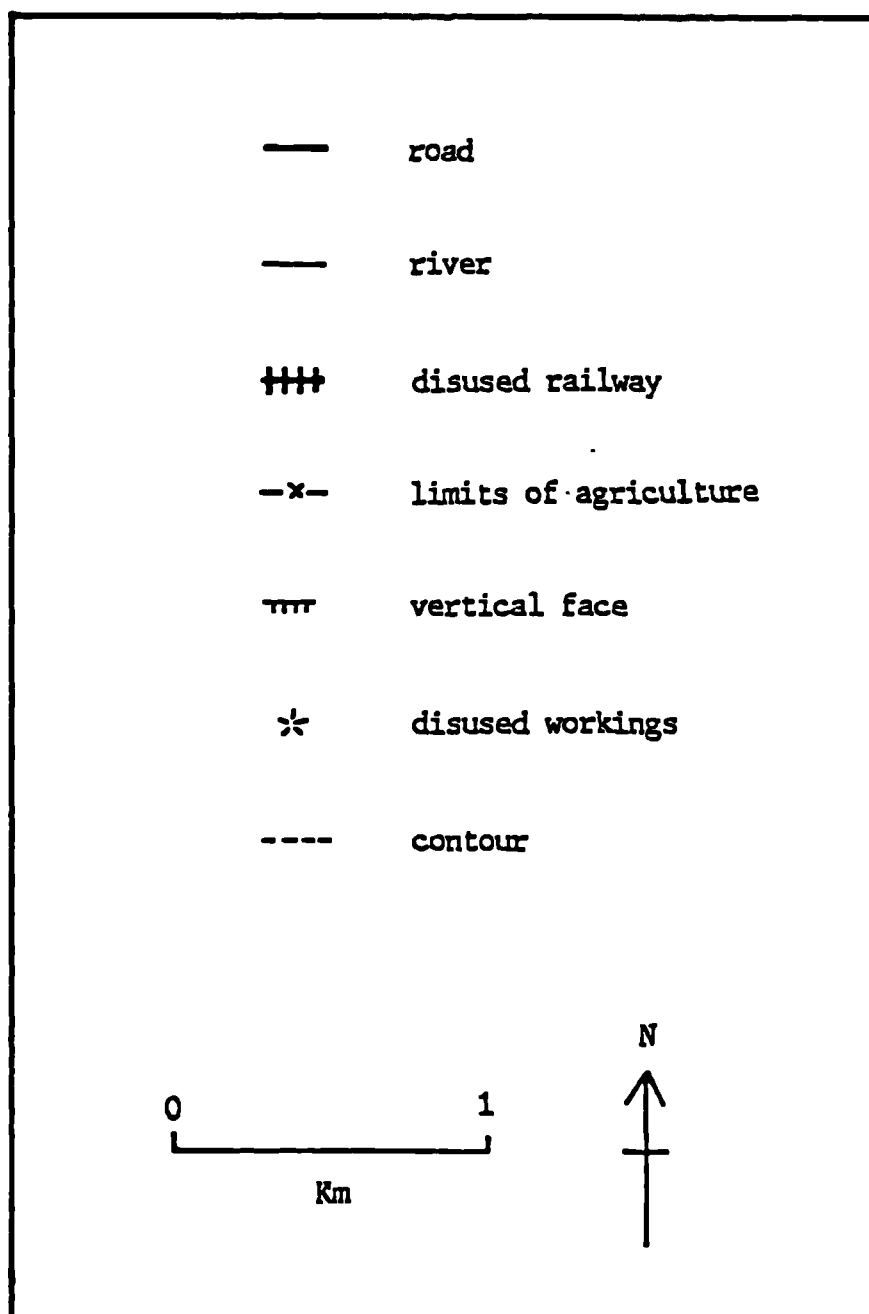 road
river
disused railway
limits of agriculture
vertical face
disused workings
contour
N
0 1
Km